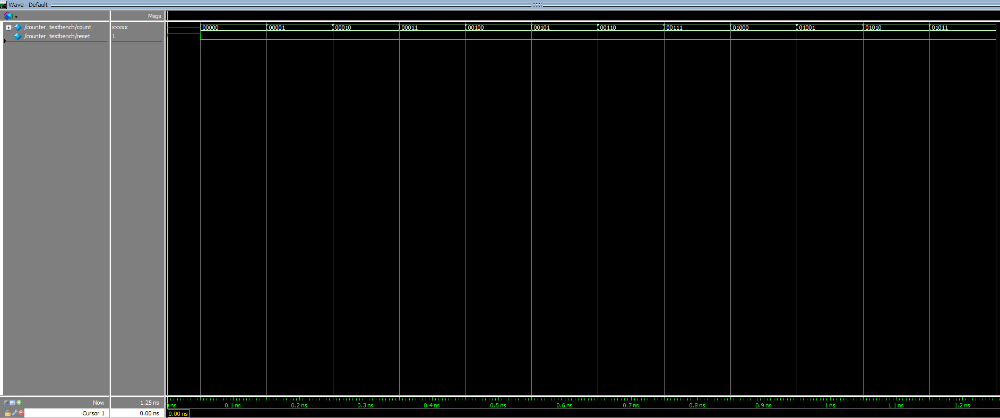 Wave - Default
Msgs
/counter_testbench/count xxxxx 00000 00001 00010 00011 00100 00101 00110 00111 01000 01001 01010 01011
/counter_testbench/reset 1
Now 1.25 ns ns 0.1 ns 0.2 ns 0.3 ns 0.4 ns 0.5 ns 0.6 ns 0.7 ns 0.8 ns 0.9 ns 1 ns 1.1 ns 1.2 ns
Cursor 1 0.00 ns 0.00 ns